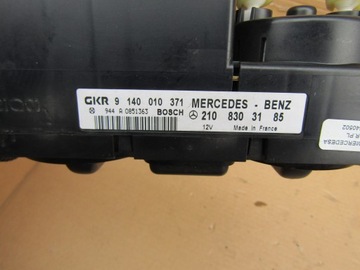 GKR 9 140 010 371 MERCEDES - BENZ
944 A 0851363 BOSCH 210 830 31 85
12V Made in France